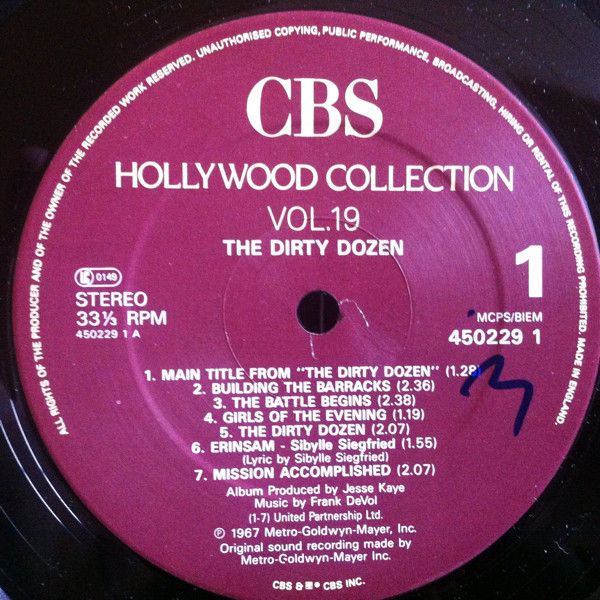 ALL RIGHTS OF THE PRODUCER AND OF THE OWNER OF THE RECORDED WORK RESERVED. UNAUTHORISED COPYING, PUBLIC PERFORMANCE, BROADCASTING, HIRING OR RENTAL OF THIS RECORDING PROHIBITED. MADE IN ENGLAND.
CBS
HOLLYWOOD COLLECTION
VOL.19
THE DIRTY DOZEN
1
K 0149
STEREO
33⅓ RPM
450229 1 A
MCPS/BIEM
450229 1
1. MAIN TITLE FROM "THE DIRTY DOZEN" (1.28)
2. BUILDING THE BARRACKS (2.36)
3. THE BATTLE BEGINS (2.38)
4. GIRLS OF THE EVENING (1.19)
5. THE DIRTY DOZEN (2.07)
6. ERINSAM - Sibylle Siegfried (1.55)
(Lyric by Sibylle Siegfried)
7. MISSION ACCOMPLISHED (2.07)
Album Produced by Jesse Kaye
Music by Frank DeVol
(1-7) United Partnership Ltd.
℗ 1967 Metro-Goldwyn-Mayer, Inc.
Original sound recording made by
Metro-Goldwyn-Mayer Inc.
CBS & ● CBS INC.